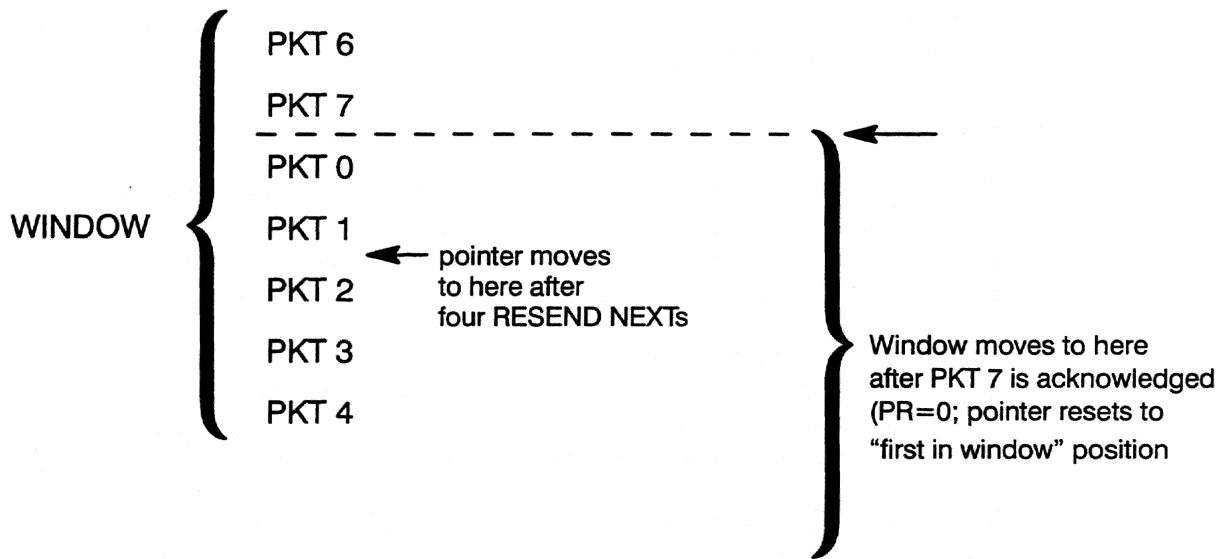 PKT 6
PKT 7
PKT 0
WINDOW
PKT 1
pointer moves
to here after
four RESEND NEXTs
PKT 2
PKT 3
PKT 4
Window moves to here
after PKT 7 is acknowledged
(PR=0; pointer resets to
“first in window” position